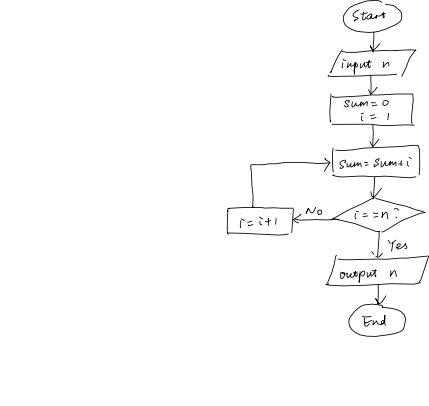 Start
input n
sum=0
i = 1
sum=sum+i
i==n?
No
i=i+1
Yes
output n
End